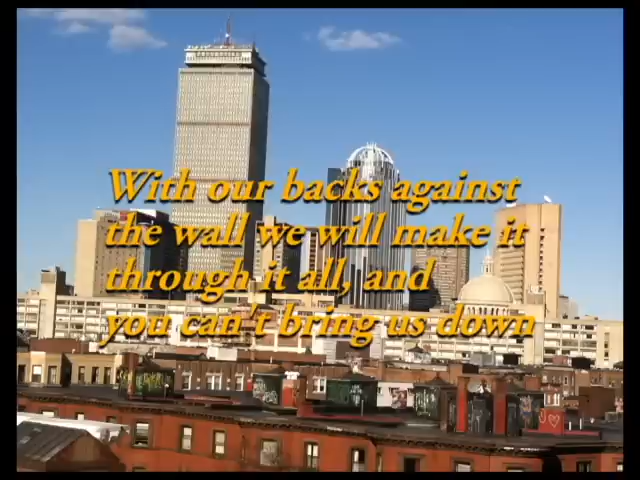 With our backs against
the wall we will make it
through it all, and
you can't bring us down